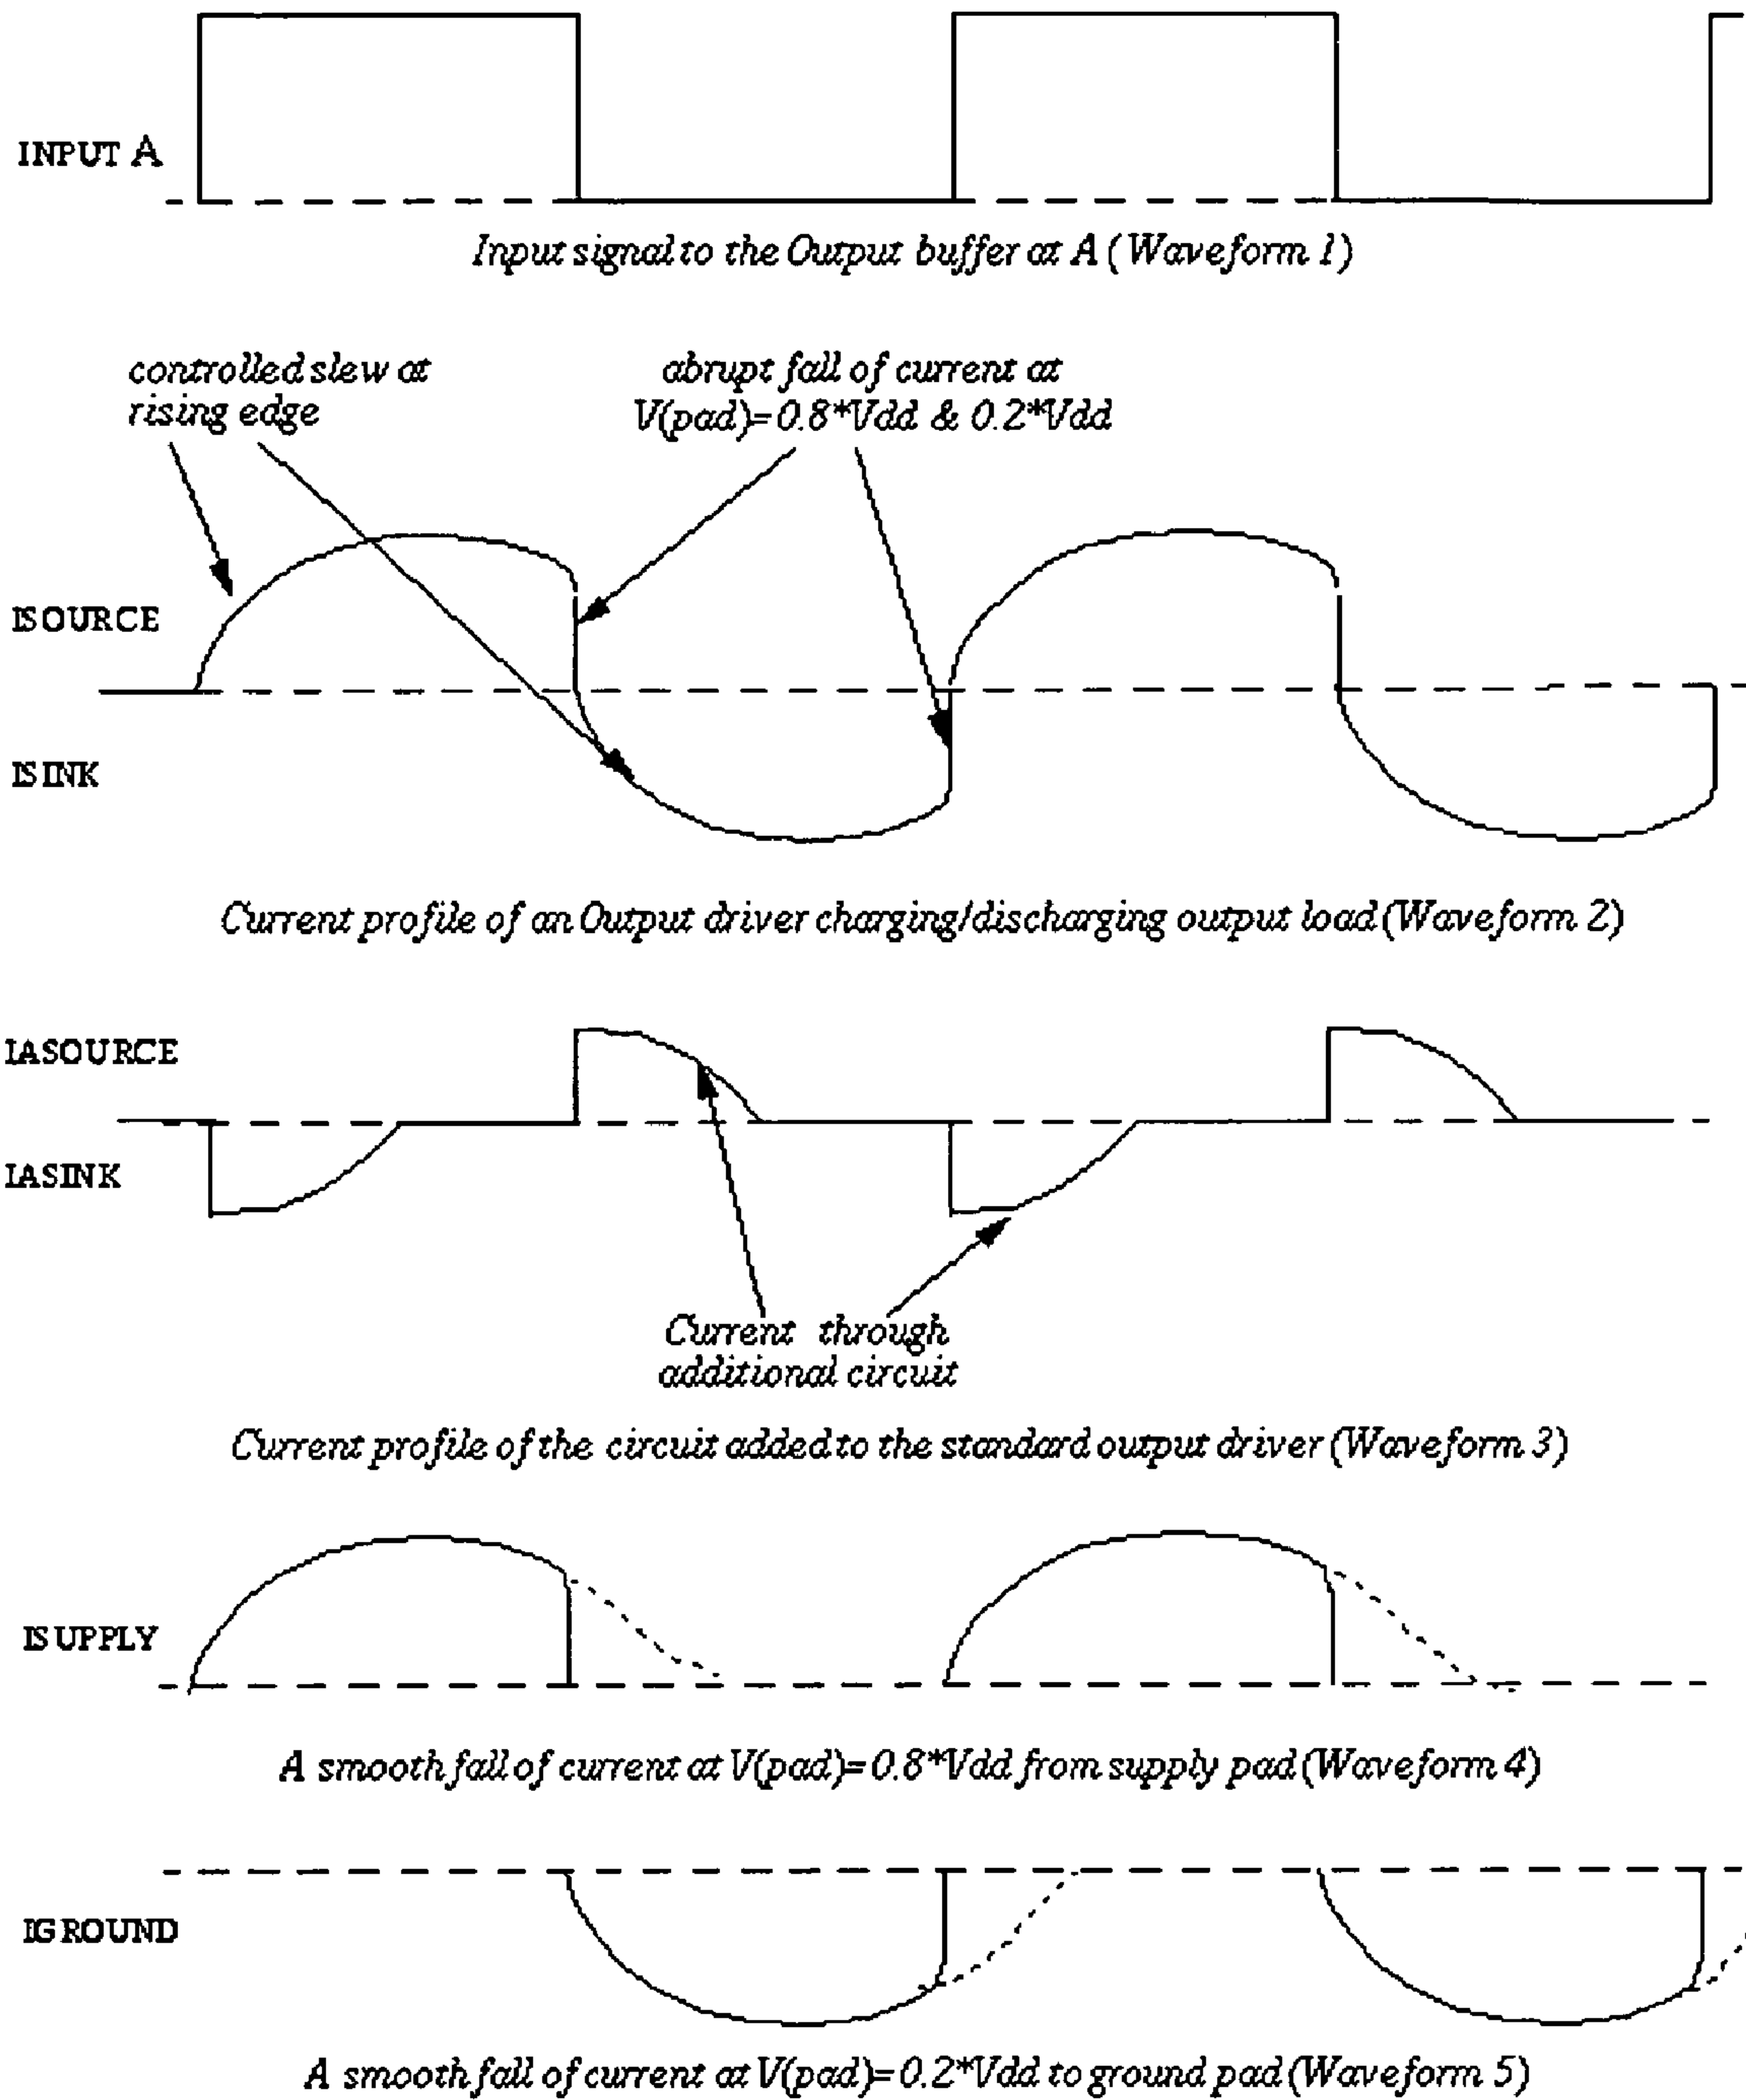 INPUT A
Input signal to the Output buffer at A ( Waveform 1)
controlled slew at
rising edge
abrupt fall of current at
V(pad)=0.8*Vdd & 0.2*Vdd
ISOURCE
ISINK
Current profile of an Output driver charging/discharging output load (Waveform 2)
IASOURCE
IASINK
Current through
additional circuit
Current profile of the circuit added to the standard output driver (Waveform 3)
ISUPPLY
A smooth fall of current at V(pad)=0.8*Vdd from supply pad (Waveform 4)
IGROUND
A smooth fall of current at V(pad)=0.2*Vdd to ground pad (Waveform 5)